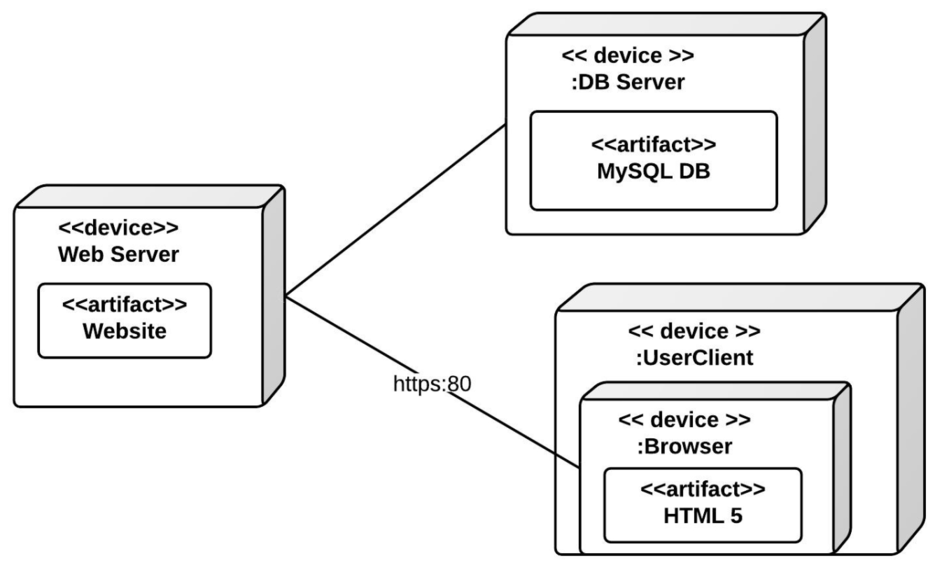 <<device>>
Web Server
<<artifact>>
Website
<< device >>
:DB Server
<<artifact>>
MySQL DB
https:80
<< device >>
:UserClient
<< device >>
:Browser
<<artifact>>
HTML 5